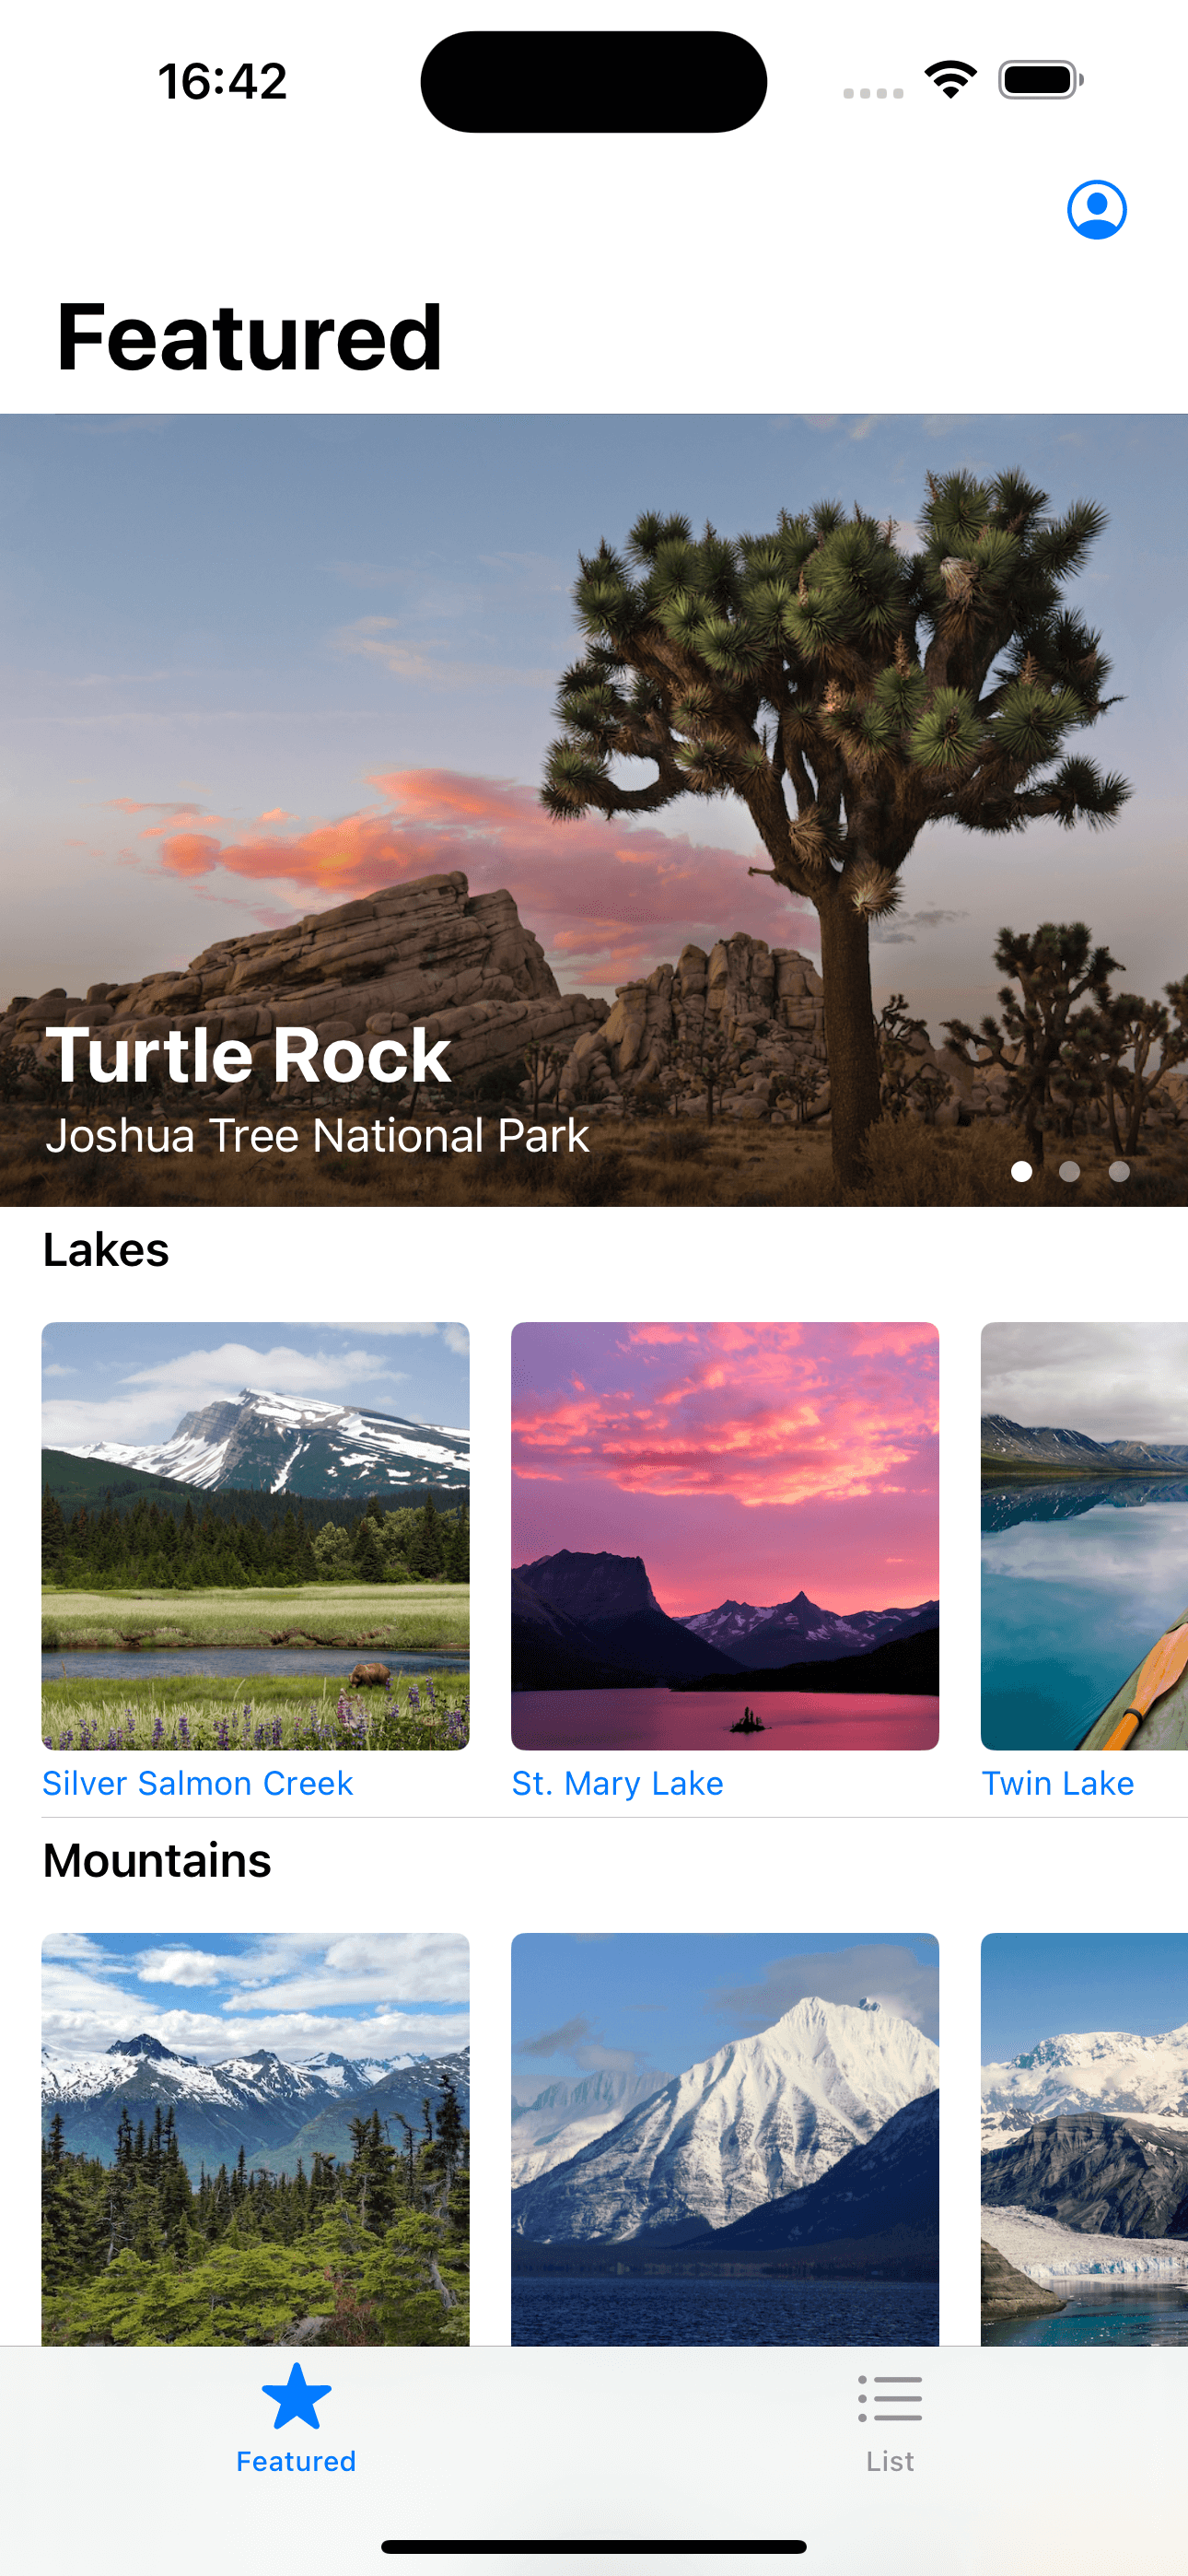 16:42
Featured
Turtle Rock
Joshua Tree National Park
Lakes
Silver Salmon Creek
St. Mary Lake
Twin Lake
Mountains
Featured
List